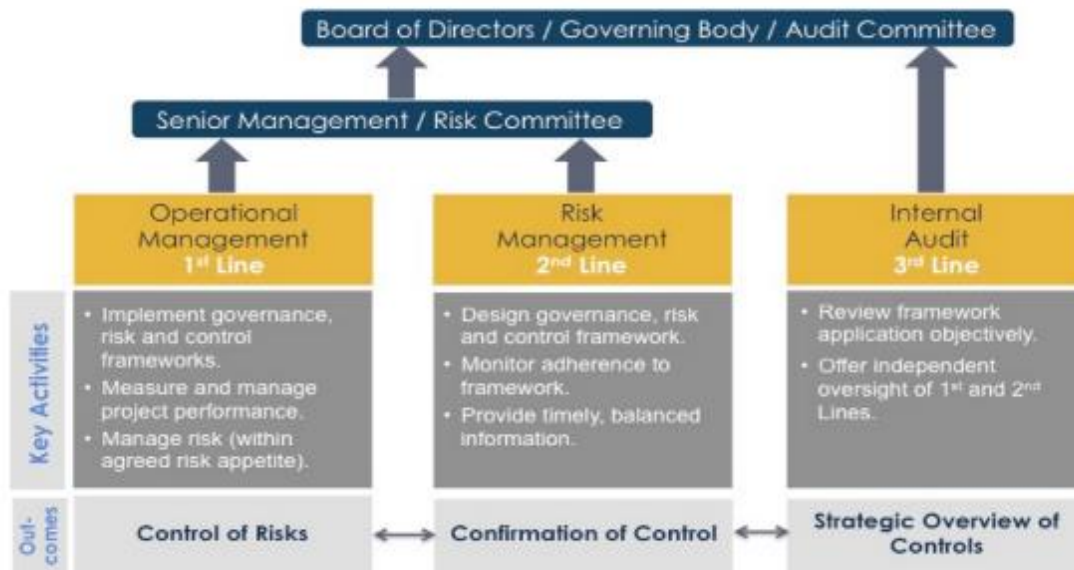 Board of Directors / Governing Body / Audit Committee
Senior Management / Risk Committee
Operational
Management
1st Line
Risk
Management
2nd Line
Internal
Audit
3rd Line
Key Activities
• Implement governance,
risk and control
frameworks.
• Measure and manage
project performance.
• Manage risk (within
agreed risk appetite).
• Design governance, risk
and control framework.
• Monitor adherence to
framework.
• Provide timely, balanced
information.
• Review framework
application objectively.
• Offer independent
oversight of 1st and 2nd
Lines.
Out-
comes
Control of Risks
Confirmation of Control
Strategic Overview of
Controls